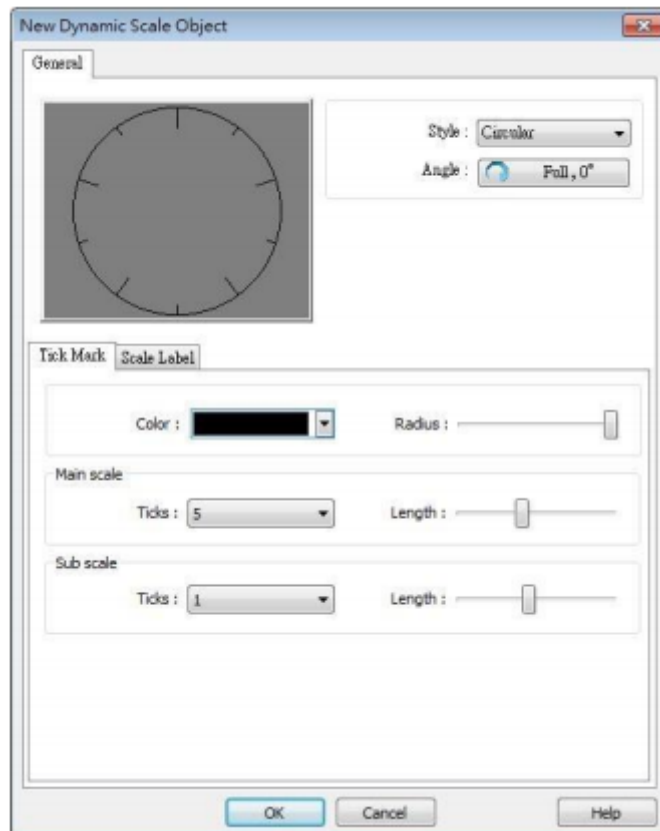 New Dynamic Scale Object
General
Style : Circular
Angle : Full, 0°
Tick Mark Scale Label
Color : Radius :
Main scale
Ticks : 5 Length :
Sub scale
Ticks : 1 Length :
OK Cancel Help